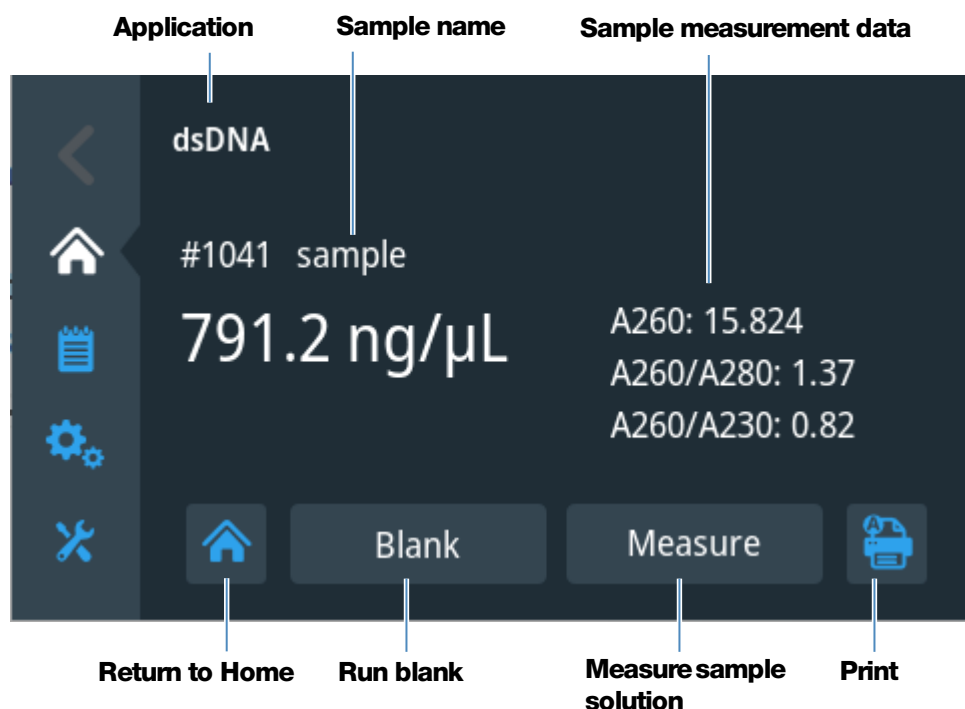 Application
Sample name
Sample measurement data
dsDNA
#1041 sample
791.2 ng/µL
A260: 15.824
A260/A280: 1.37
A260/A230: 0.82
Blank
Measure
A
Return to Home
Run blank
Measure sample
solution
Print